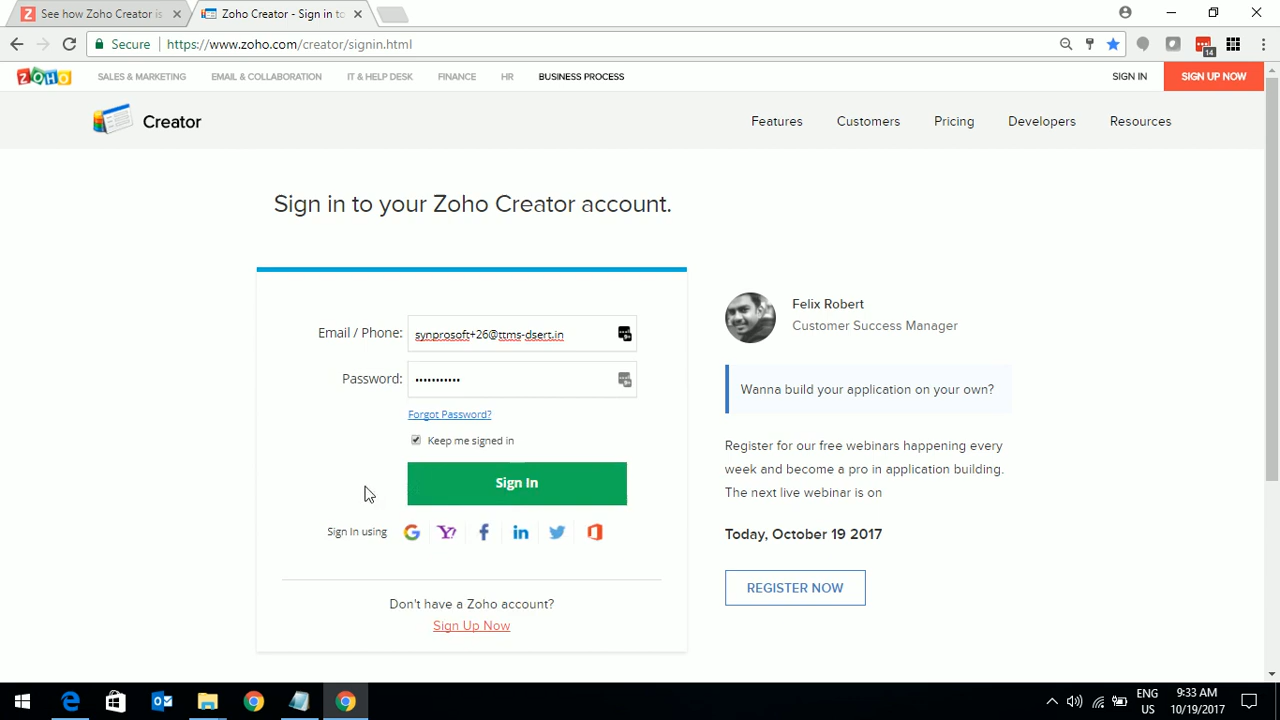 See how Zoho Creator is
Zoho Creator - Sign in to
Secure
https://www.zoho.com/creator/signin.html
14
ZOHO
SALES & MARKETING
EMAIL & COLLABORATION
IT & HELP DESK
FINANCE
HR
BUSINESS PROCESS
SIGN IN
SIGN UP NOW
Creator
Features
Customers
Pricing
Developers
Resources
Sign in to your Zoho Creator account.
Email / Phone:
synprosoft+26@ttms-dsert.in
Password:
•••••••••••
Forgot Password?
Keep me signed in
Sign In
Sign In using
Don't have a Zoho account?
Sign Up Now
Felix Robert
Customer Success Manager
Wanna build your application on your own?
Register for our free webinars happening every
week and become a pro in application building.
The next live webinar is on
Today, October 19 2017
REGISTER NOW
ENG
US
9:33 AM
10/19/2017